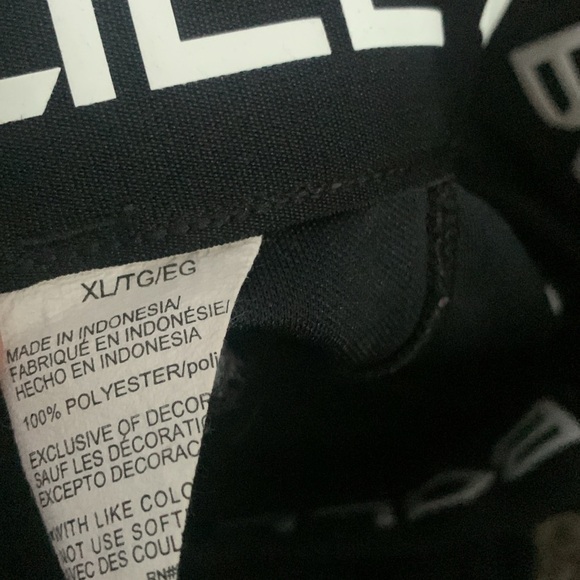 XL/TG/EG
MADE IN INDONESIA/
FABRIQUÉ EN INDONÉSIE/
HECHO EN INDONESIA
100% POLYESTER/poli
EXCLUSIVE OF DECOR
SAUF LES DÉCORATI
EXCEPTO DECORAC
WITH LIKE COLO
NOT USE SOFT
AVEC DES COUL
RN#